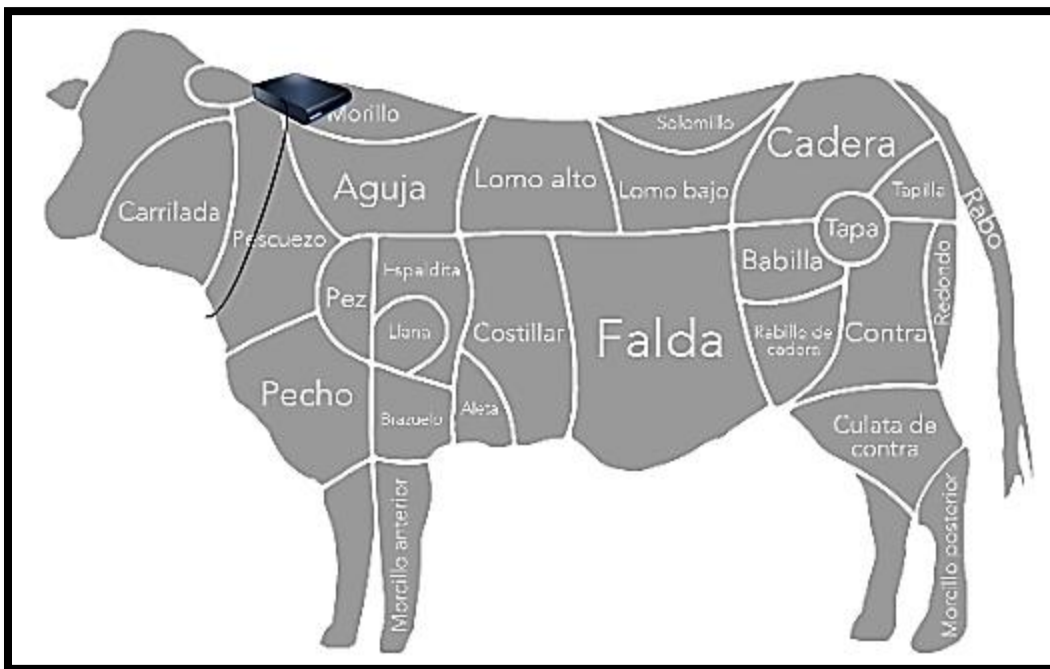 Morillo
Solomillo
Cadera
Aguja
Lomo alto
Lomo bajo
Tapilla
Rabo
Carrilada
Pescuezo
Tapa
Espaldita
Babilla
Redondo
Pez
Llana
Costillar
Falda
Rabillo de
cadera
Contra
Pecho
Brazuelo
Aleta
Culata de
contra
Morcillo anterior
Morcillo posterior